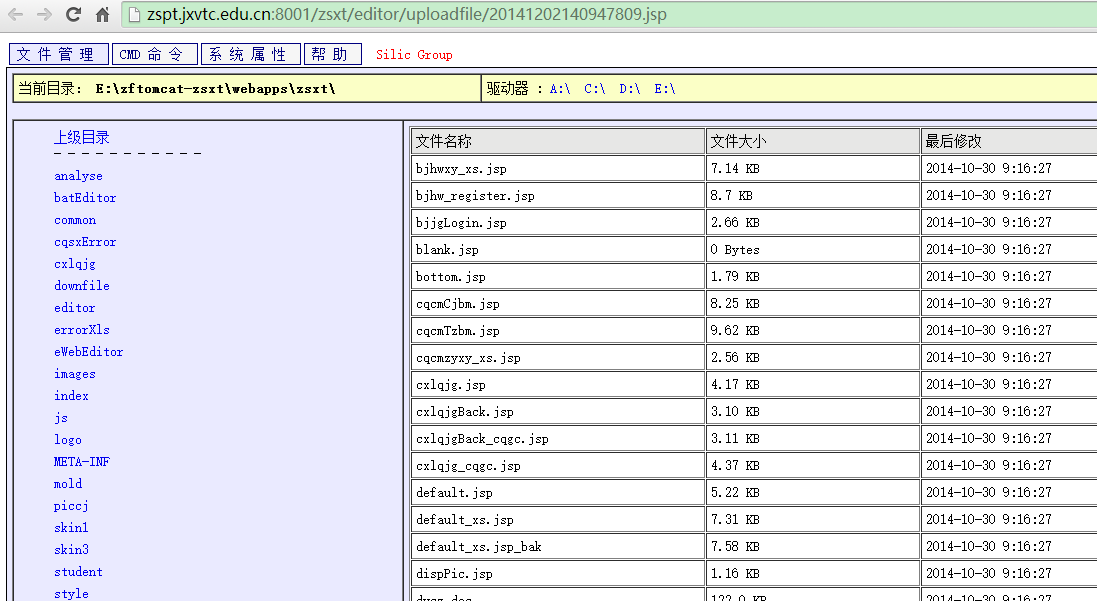 zspt.jxvtc.edu.cn:8001/zsxt/editor/uploadfile/20141202140947809.jsp
文件管理 CMD命令 系统属性 帮助 Silic Group
当前目录: E:\zftomcat-zsxt\webapps\zsxt\ 驱动器 : A:\ C:\ D:\ E:\
上级目录
- - - - - - - - - - -
analyse
batEditor
common
cqsxError
cxlqjg
downfile
editor
errorXls
eWebEditor
images
index
js
logo
META-INF
mold
piccj
skin1
skin3
student
style
文件名称 文件大小 最后修改
bjhwxy_xs.jsp 7.14 KB 2014-10-30 9:16:27
bjhw_register.jsp 8.7 KB 2014-10-30 9:16:27
bjjgLogin.jsp 2.66 KB 2014-10-30 9:16:27
blank.jsp 0 Bytes 2014-10-30 9:16:27
bottom.jsp 1.79 KB 2014-10-30 9:16:27
cqcmCjbm.jsp 8.25 KB 2014-10-30 9:16:27
cqcmTzbm.jsp 9.62 KB 2014-10-30 9:16:27
cqcmzyxy_xs.jsp 2.56 KB 2014-10-30 9:16:27
cxlqjg.jsp 4.17 KB 2014-10-30 9:16:27
cxlqjgBack.jsp 3.10 KB 2014-10-30 9:16:27
cxlqjgBack_cqgc.jsp 3.11 KB 2014-10-30 9:16:27
cxlqjg_cqgc.jsp 4.37 KB 2014-10-30 9:16:27
default.jsp 5.22 KB 2014-10-30 9:16:27
default_xs.jsp 7.31 KB 2014-10-30 9:16:27
default_xs.jsp_bak 7.58 KB 2014-10-30 9:16:27
dispPic.jsp 1.16 KB 2014-10-30 9:16:27
122.0 KB 2014-10-30 9:16:27